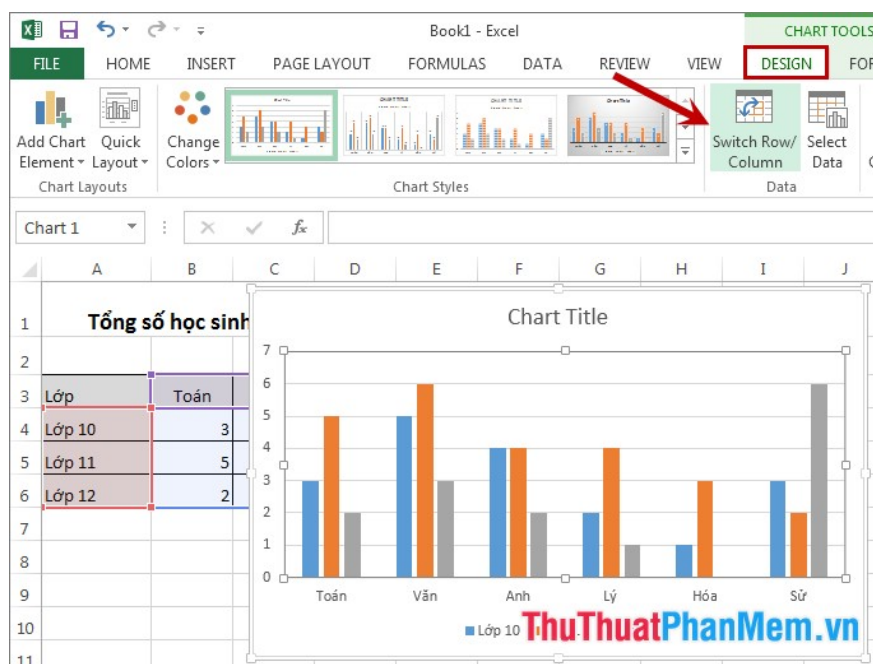 Book1 - Excel
CHART TOOLS
FILE HOME INSERT PAGE LAYOUT FORMULAS DATA REVIEW VIEW DESIGN FOR
Add Chart Element
Quick Layout
Change Colors
Switch Row/ Column
Select Data
Chart Layouts
Chart Styles
Data
Chart 1
fx
A B C D E F G H I J
1 Tổng số học sinh
2
3 Lớp Toán
4 Lớp 10 3
5 Lớp 11 5
6 Lớp 12 2
7
8
9
10
11
Chart Title
7
6
5
4
3
2
1
0
Toán Văn Anh Lý Hóa Sử
Lớp 10
ThuThuatPhanMem.vn